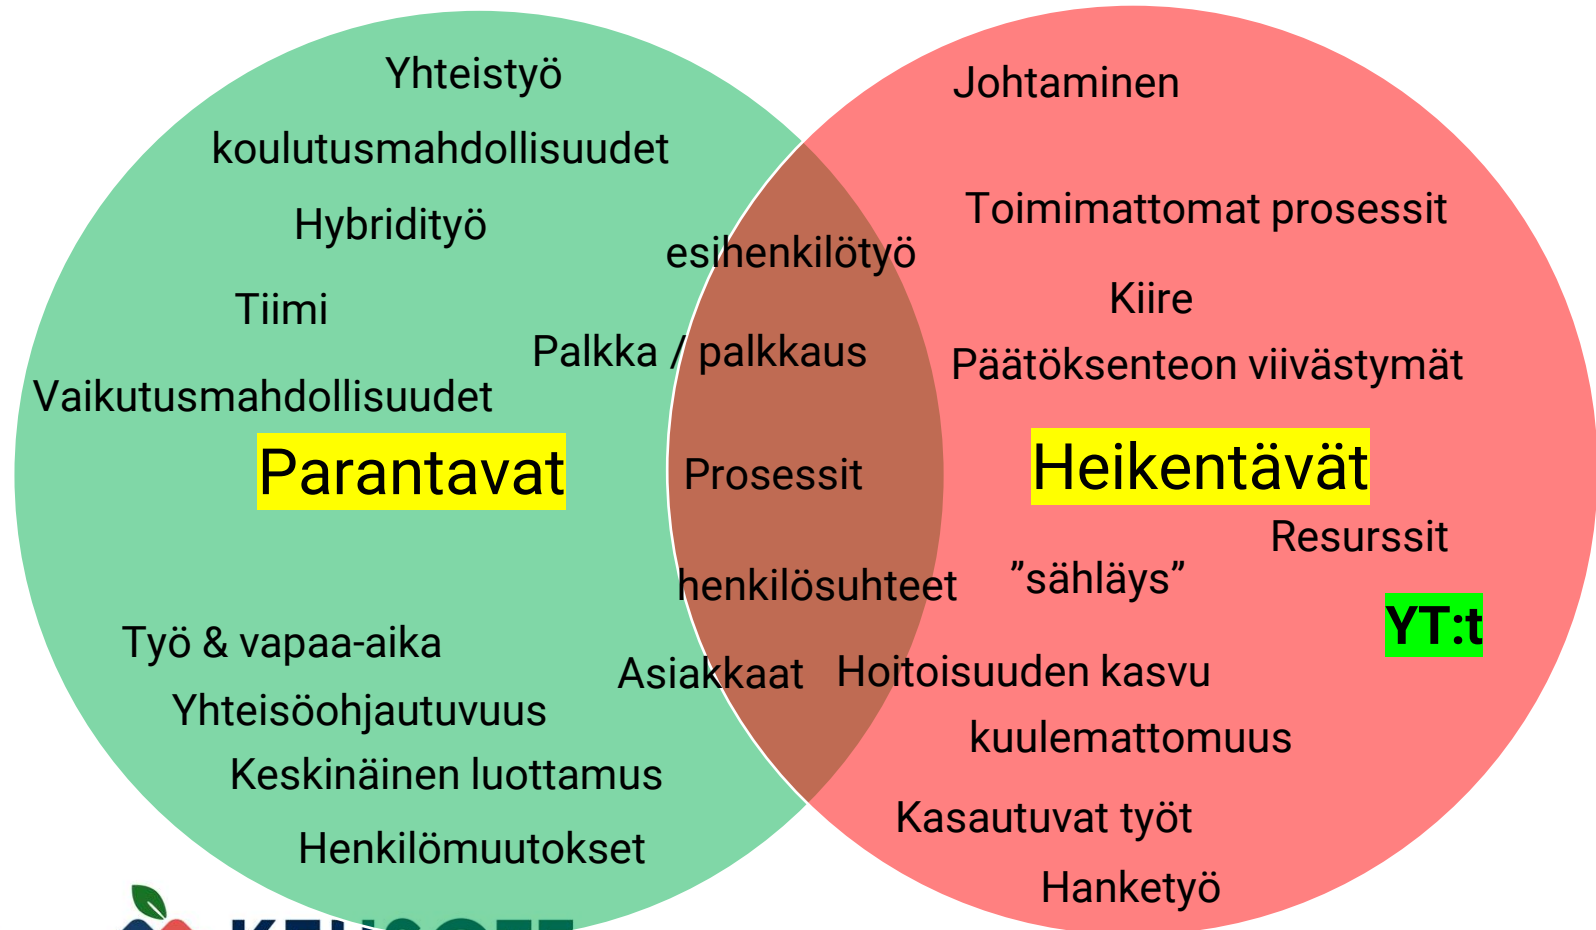 Yhteistyö
koulutusmahdollisuudet
Hybridityö
Tiimi
Vaikutusmahdollisuudet
Parantavat
Työ & vapaa-aika
Yhteisöohjautuvuus
Keskinäinen luottamus
Henkilömuutokset
esihenkilötyö
Palkka / palkkaus
Prosessit
henkilösuhteet
Asiakkaat
Johtaminen
Toimimattomat prosessit
Kiire
Päätöksenteon viivästymät
Heikentävät
Resurssit
”sähläys”
YT:t
Hoitoisuuden kasvu
kuulemattomuus
Kasautuvat työt
Hanketyö